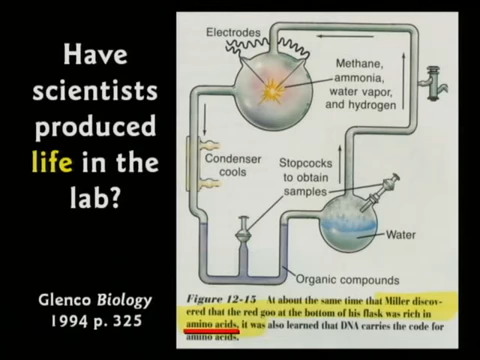 Have
scientists
produced
life in the
lab?
Glenco Biology
1994 p. 325
Electrodes
Methane,
ammonia,
water vapor,
and hydrogen
Condenser
cools
Stopcocks
to obtain
samples
Water
Organic compounds
Figure 12-15 At about the same time that Miller discov-
ered that the red goo at the bottom of his flask was rich in
amino acids, it was also learned that DNA carries the code for
amino acids.